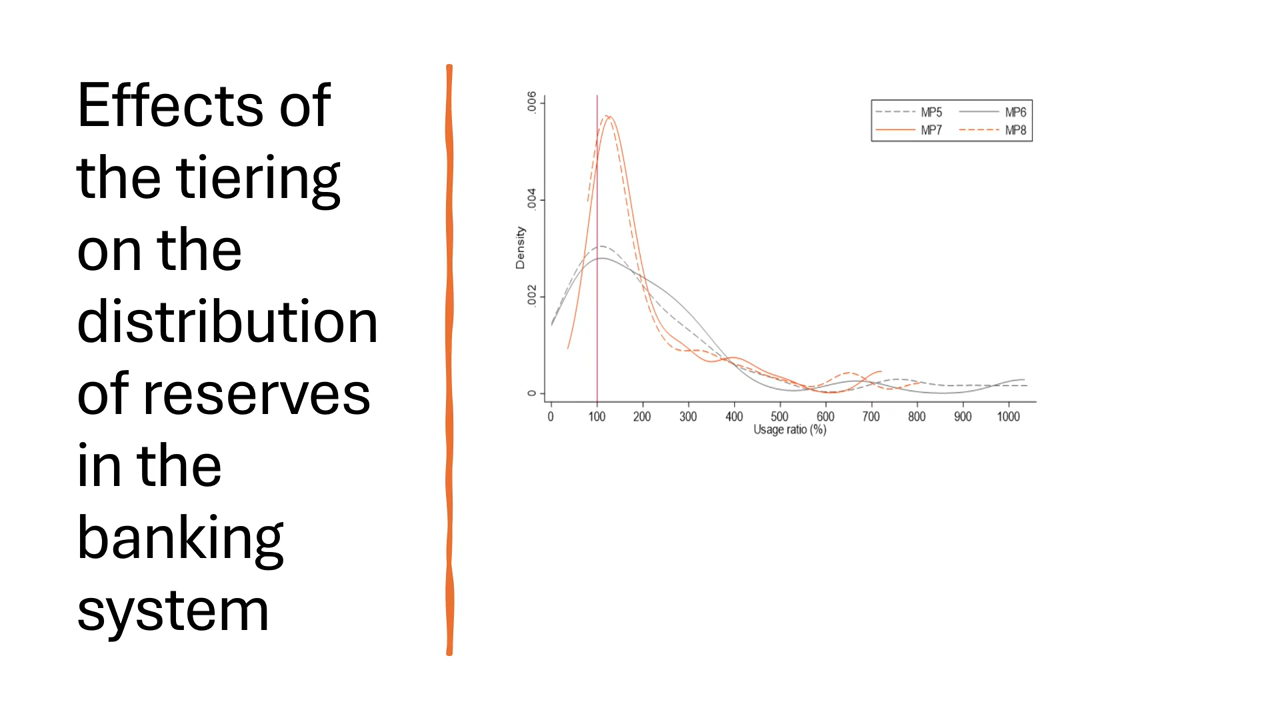 Effects of
the tiering
on the
distribution
of reserves
in the
banking
system
MP5 MP6
MP7 MP8
Density
.006
.004
.002
0
0 100 200 300 400 500 600 700 800 900 1000
Usage ratio (%)